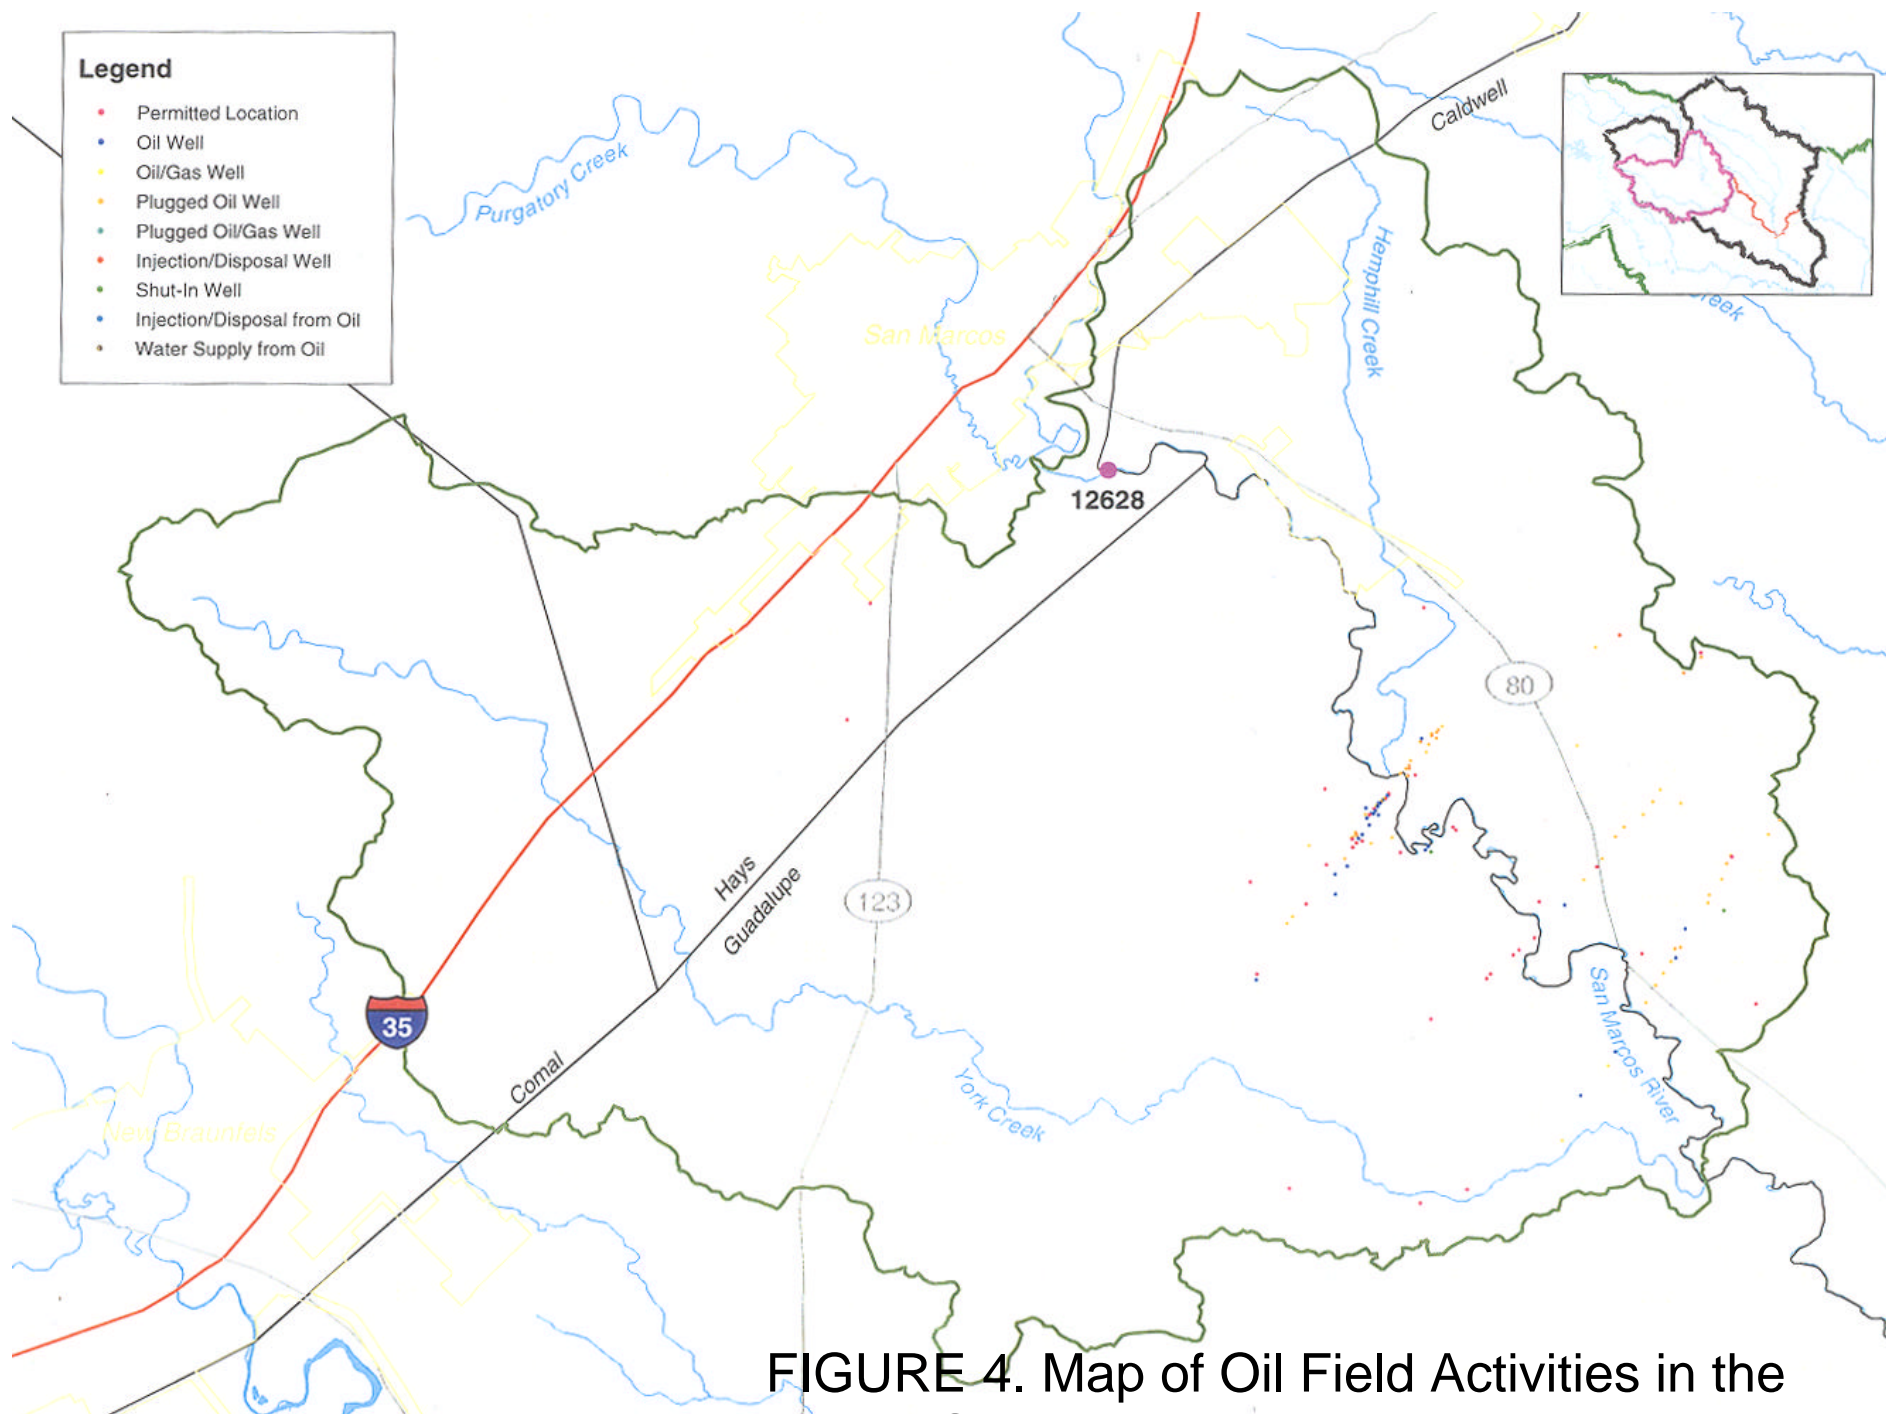 Legend
Permitted Location
Oil Well
Oil/Gas Well
Plugged Oil Well
Plugged Oil/Gas Well
Injection/Disposal Well
Shut-In Well
Injection/Disposal from Oil
Water Supply from Oil
Purgatory Creek
Caldwell
Hemphill Creek
reek
San Marcos
12628
80
Hays
Guadalupe
123
35
San Marcos River
Comal
York Creek
New Braunfels
FIGURE 4. Map of Oil Field Activities in the